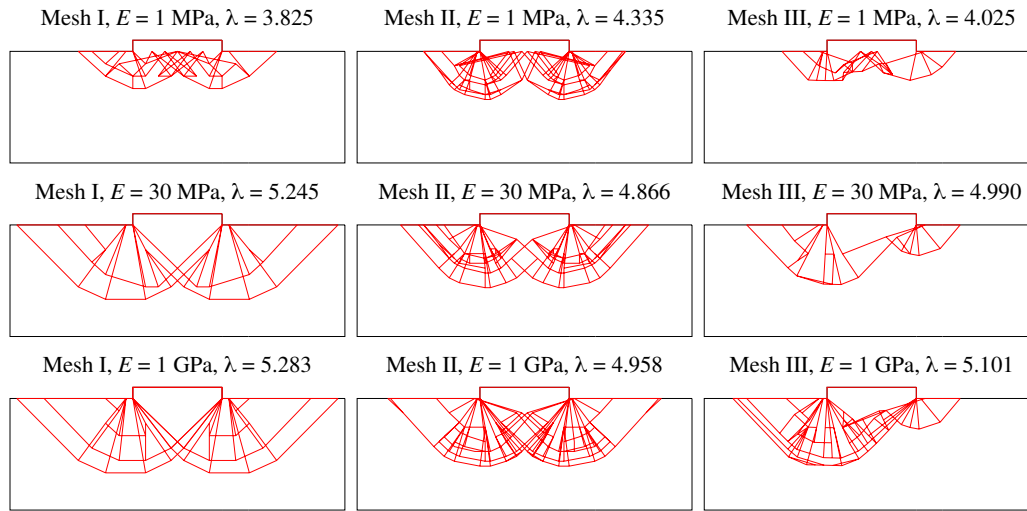 Mesh I, E = 1 MPa, λ = 3.825
Mesh II, E = 1 MPa, λ = 4.335
Mesh III, E = 1 MPa, λ = 4.025
Mesh I, E = 30 MPa, λ = 5.245
Mesh II, E = 30 MPa, λ = 4.866
Mesh III, E = 30 MPa, λ = 4.990
Mesh I, E = 1 GPa, λ = 5.283
Mesh II, E = 1 GPa, λ = 4.958
Mesh III, E = 1 GPa, λ = 5.101